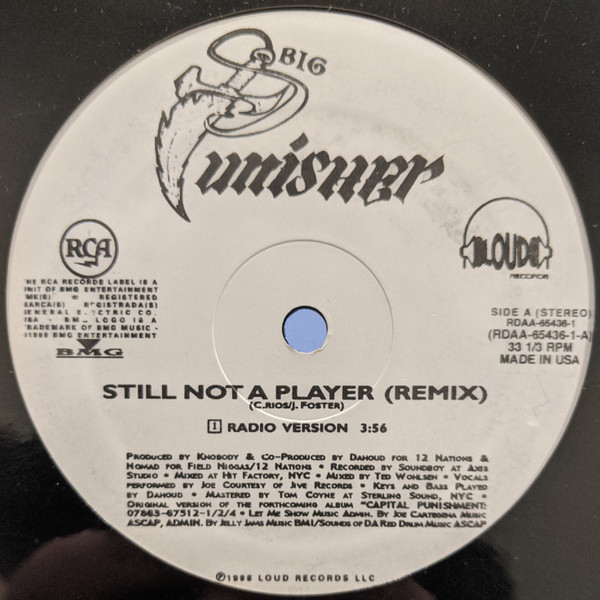 BIG
Punisher
RCA
LOUD
RECORDS
HE RCA RECORDS LABEL IS A
NIT OF BMG ENTERTAINMENT
REGISTERED
MARCA(S) REGISTRADA(S)
GENERAL ELECTRIC CO.
USA BMG LOGO IS A
TRADEMARK OF BMG MUSIC
1998 BMG ENTERTAINMENT
BMG
SIDE A (STEREO)
RDAA-65436-1
(RDAA-65436-1-A)
33 1/3 RPM
MADE IN USA
STILL NOT A PLAYER (REMIX)
(C.RIOS/J. FOSTER)
1 RADIO VERSION 3:56
PRODUCED BY KNOBODY & CO-PRODUCED BY DAHOUD FOR 12 NATIONS &
NOMAD FOR FIELD NIGGAS/12 NATIONS • RECORDED BY SOUNDBOY AT AXIS
STUDIO • MIXED AT HIT FACTORY, NYC • MIXED BY TED WOHLSEN • VOCALS
PERFORMED BY JOE COURTESY OF JIVE RECORDS • KEYS AND BASS PLAYED
BY DAHOUD • MASTERED BY TOM COYNE AT STERLING SOUND, NYC •
ORIGINAL VERSION OF THE FORTHCOMING ALBUM "CAPITAL PUNISHMENT:
07863-67512-1/2/4 • LET ME SHOW MUSIC ADMIN. BY JOE CARTEGENA MUSIC
ASCAP, ADMIN. BY JELLY JAMS MUSIC BMI/SOUNDS OF DA RED DRUM MUSIC ASCAP
℗1998 LOUD RECORDS LLC